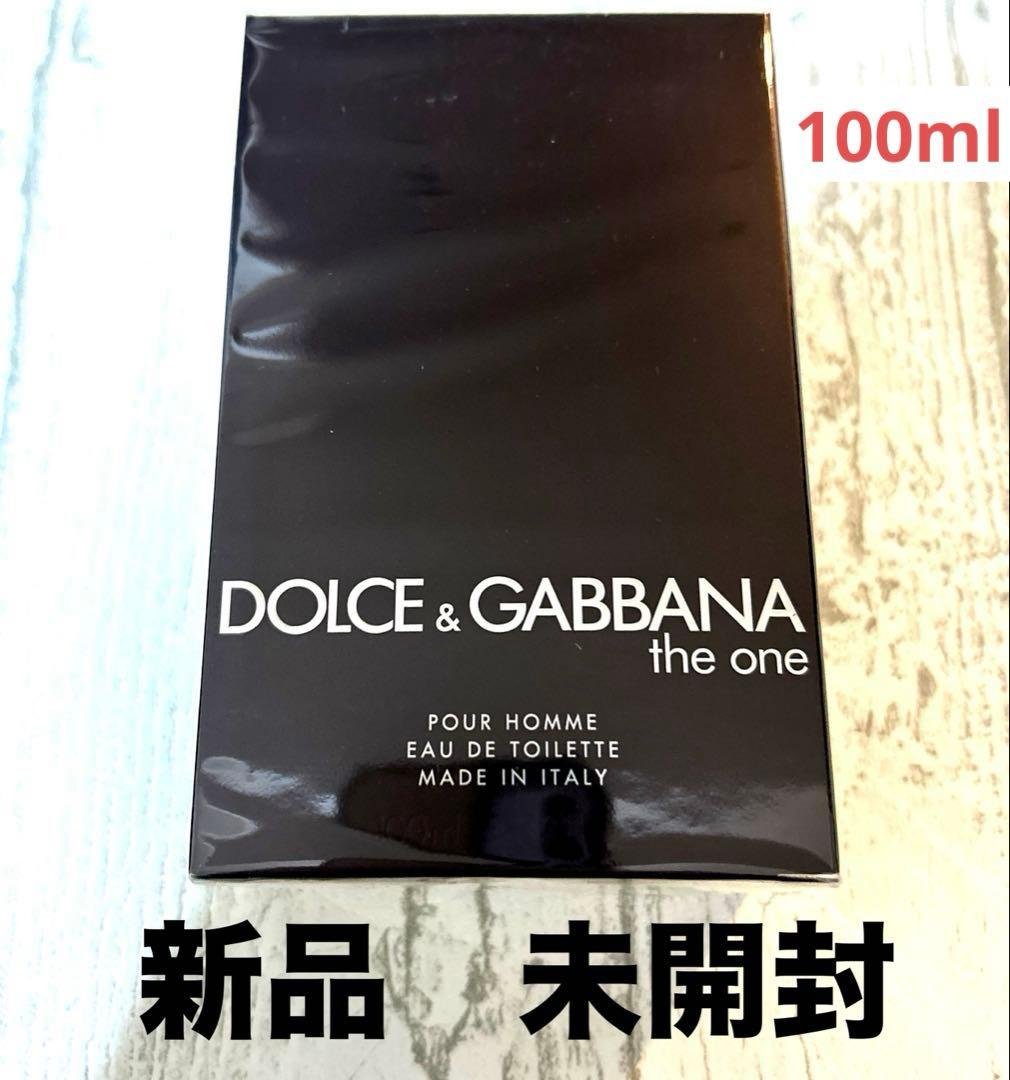 100ml
DOLCE & GABBANA
the one
POUR HOMME
EAU DE TOILETTE
MADE IN ITALY
新品　未開封